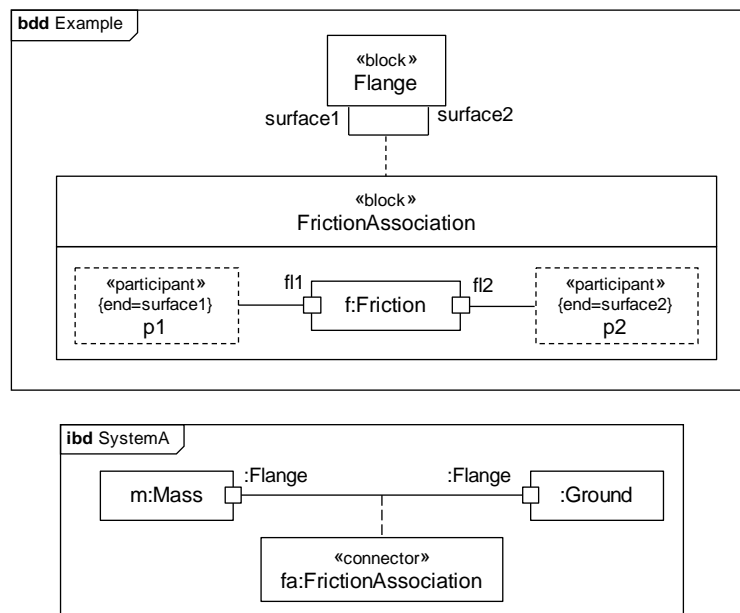 bdd Example
«block»
Flange
surface1
surface2
«block»
FrictionAssociation
«participant»
{end=surface1}
p1
fl1
f:Friction
fl2
«participant»
{end=surface2}
p2
ibd SystemA
m:Mass
:Flange
:Flange
:Ground
«connector»
fa:FrictionAssociation